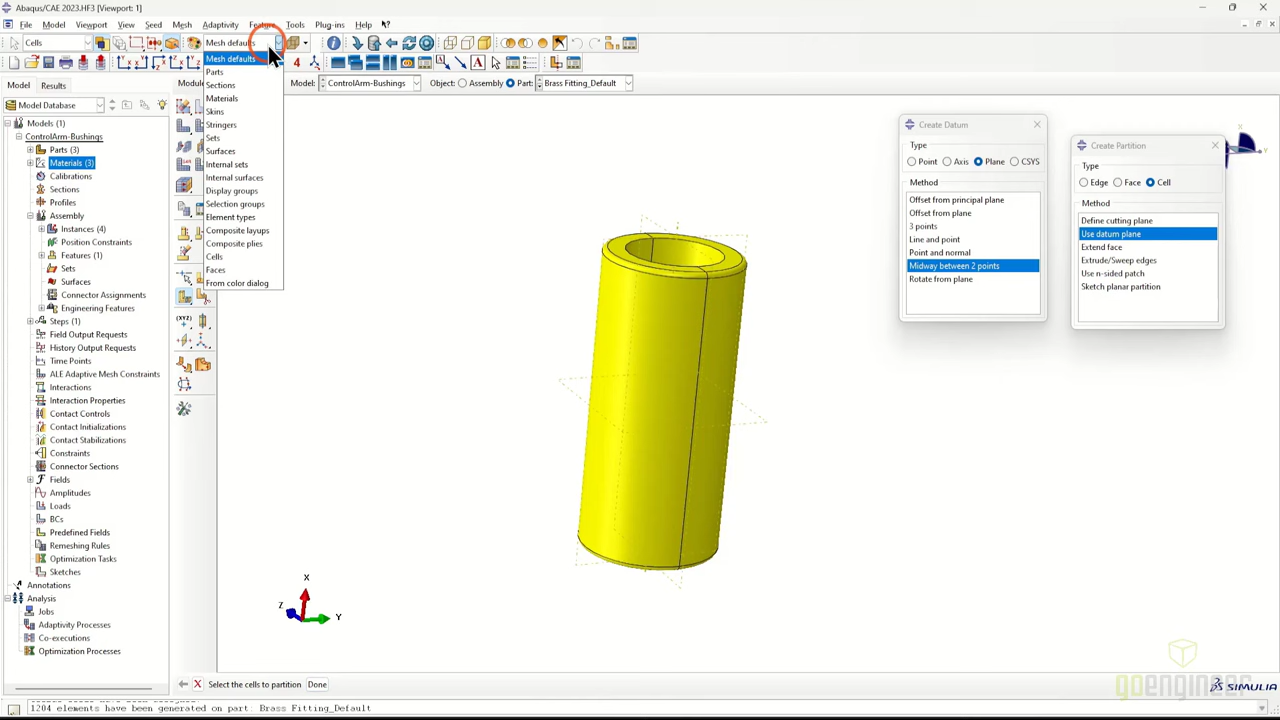 Abaqus/CAE 2023.HF3 [Viewport: 1]
File Model Viewport View Seed Mesh Adaptivity Feature Tools Plug-ins Help
Cells
Mesh defaults
4
A
Model Results
Module
Model: ControlArm-Bushings Object: Assembly Part: Brass Fitting_Default
Model Database
Models (1)
ControlArm-Bushings
Parts (3)
Materials (3)
Calibrations
Sections
Profiles
Assembly
Instances (4)
Position Constraints
Features (1)
Sets
Surfaces
Connector Assignments
Engineering Features
Steps (1)
Field Output Requests
History Output Requests
Time Points
ALE Adaptive Mesh Constraints
Interactions
Interaction Properties
Contact Controls
Contact Initializations
Contact Stabilizations
Constraints
Connector Sections
Fields
Amplitudes
Loads
BCs
Predefined Fields
Remeshing Rules
Optimization Tasks
Sketches
Annotations
Analysis
Jobs
Adaptivity Processes
Co-executions
Optimization Processes
Mesh defaults
Parts
Sections
Materials
Skins
Stringers
Sets
Surfaces
Internal sets
Internal surfaces
Display groups
Selection groups
Element types
Composite layups
Composite plies
Cells
Faces
From color dialog
(XYZ)
Create Datum
Type
Point Axis Plane CSYS
Method
Offset from principal plane
Offset from plane
3 points
Line and point
Point and normal
Midway between 2 points
Rotate from plane
Create Partition
Type
Edge Face Cell
Method
Define cutting plane
Use datum plane
Extend face
Extrude/Sweep edges
Use n-sided patch
Sketch planar partition
X
Z
Y
Select the cells to partition Done
goengineer
SIMULIA
1204 elements have been generated on part: Brass Fitting_Default